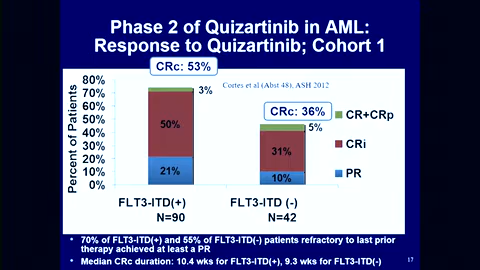 Phase 2 of Quizartinib in AML:
Response to Quizartinib; Cohort 1
CRc: 53%
Cortes et al (Abst 48), ASH 2012
CRc: 36%
Percent of Patients
80%
70%
60%
50%
40%
30%
20%
10%
0%
3%
50%
21%
5%
31%
10%
CR+CRp
CRi
PR
FLT3-ITD(+)
N=90
FLT3-ITD (-)
N=42
• 70% of FLT3-ITD(+) and 55% of FLT3-ITD(-) patients refractory to last prior
therapy achieved at least a PR
• Median CRc duration: 10.4 wks for FLT3-ITD(+), 9.3 wks for FLT3-ITD(-)
17